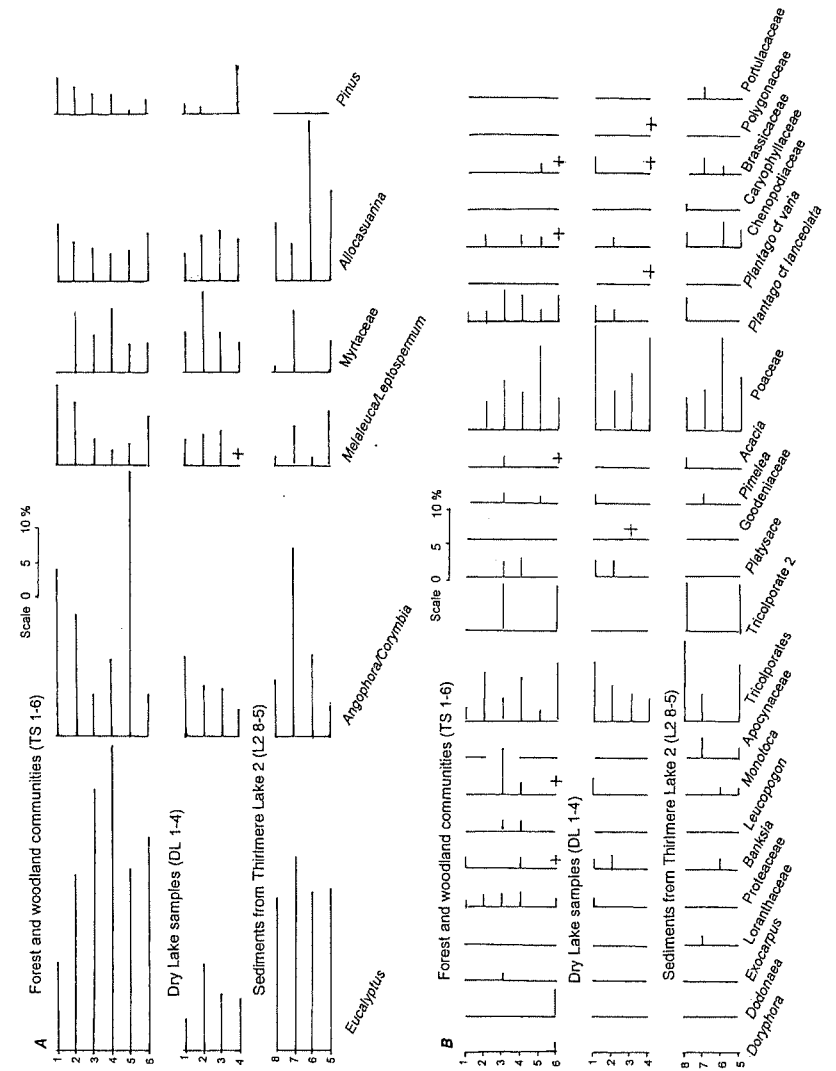 A
Forest and woodland communities (TS 1-6)
Scale 0 5 10 %
1
2
3
4
5
6
Dry Lake samples (DL 1-4)
1
2
3
4
Sediments from Thirlmere Lake 2 (L2 8-5)
8
7
6
5
Eucalyptus
Angophora/Corymbia
Melaleuca/Leptospermum
Myrtaceae
Allocasuarina
Pinus
B
Forest and woodland communities (TS 1-6)
Scale 0 5 10 %
1
2
3
4
5
6
+ + + + +
Dry Lake samples (DL 1-4)
1
2
3
4
+ + + +
Sediments from Thirlmere Lake 2 (L2 8-5)
8
7
6
5
Doryphora
Dodonaea
Exocarpus
Loranthaceae
Proteaceae
Banksia
Leucopogon
Monotoca
Apocynaceae
Tricolporates
Tricolporate 2
Platysace
Goodeniaceae
Pimelea
Acacia
Poaceae
Plantago cf lanceolata
Plantago cf varia
Chenopodiaceae
Caryophyllaceae
Brassicaceae
Polygonaceae
Portulacaceae